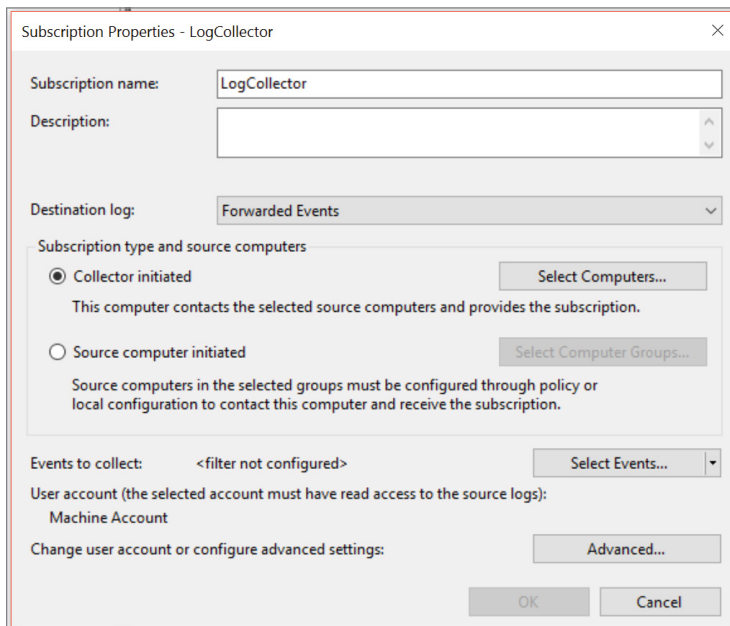 Subscription Properties - LogCollector
Subscription name:
LogCollector
Description:
Destination log:
Forwarded Events
Subscription type and source computers
Collector initiated
Select Computers...
This computer contacts the selected source computers and provides the subscription.
Source computer initiated
Select Computer Groups...
Source computers in the selected groups must be configured through policy or
local configuration to contact this computer and receive the subscription.
Events to collect:
<filter not configured>
Select Events...
User account (the selected account must have read access to the source logs):
Machine Account
Change user account or configure advanced settings:
Advanced...
OK
Cancel